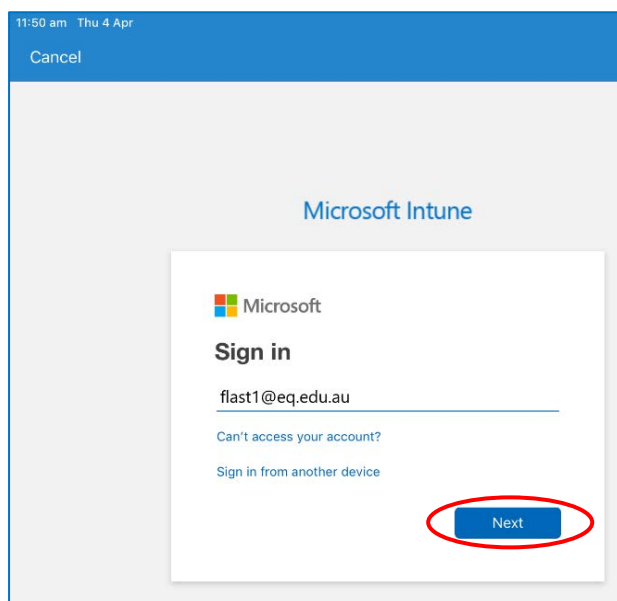 11:50 am Thu 4 Apr
Cancel
Microsoft Intune
Microsoft
Sign in
flast1@eq.edu.au
Can't access your account?
Sign in from another device
Next